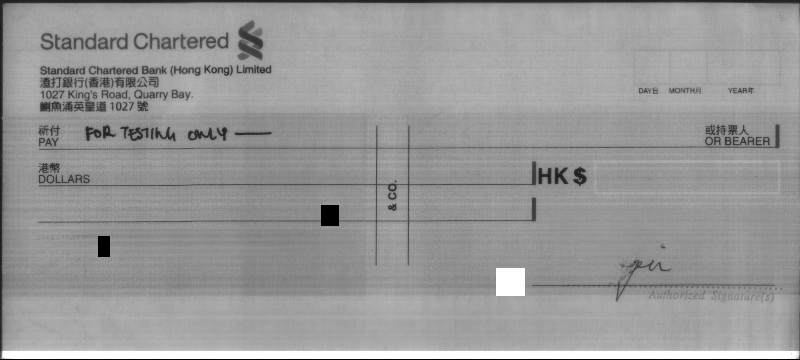 Standard Chartered
Standard Chartered Bank (Hong Kong) Limited
渣打銀行(香港)有限公司
1027 King's Road, Quarry Bay.
鰂魚涌英皇道 1027 號
DAY日 MONTH月 YEAR年
祈付 PAY FOR TESTING ONLY
或持票人 OR BEARER
港幣 DOLLARS
HK $
& CO.
Authorized Signature(s)